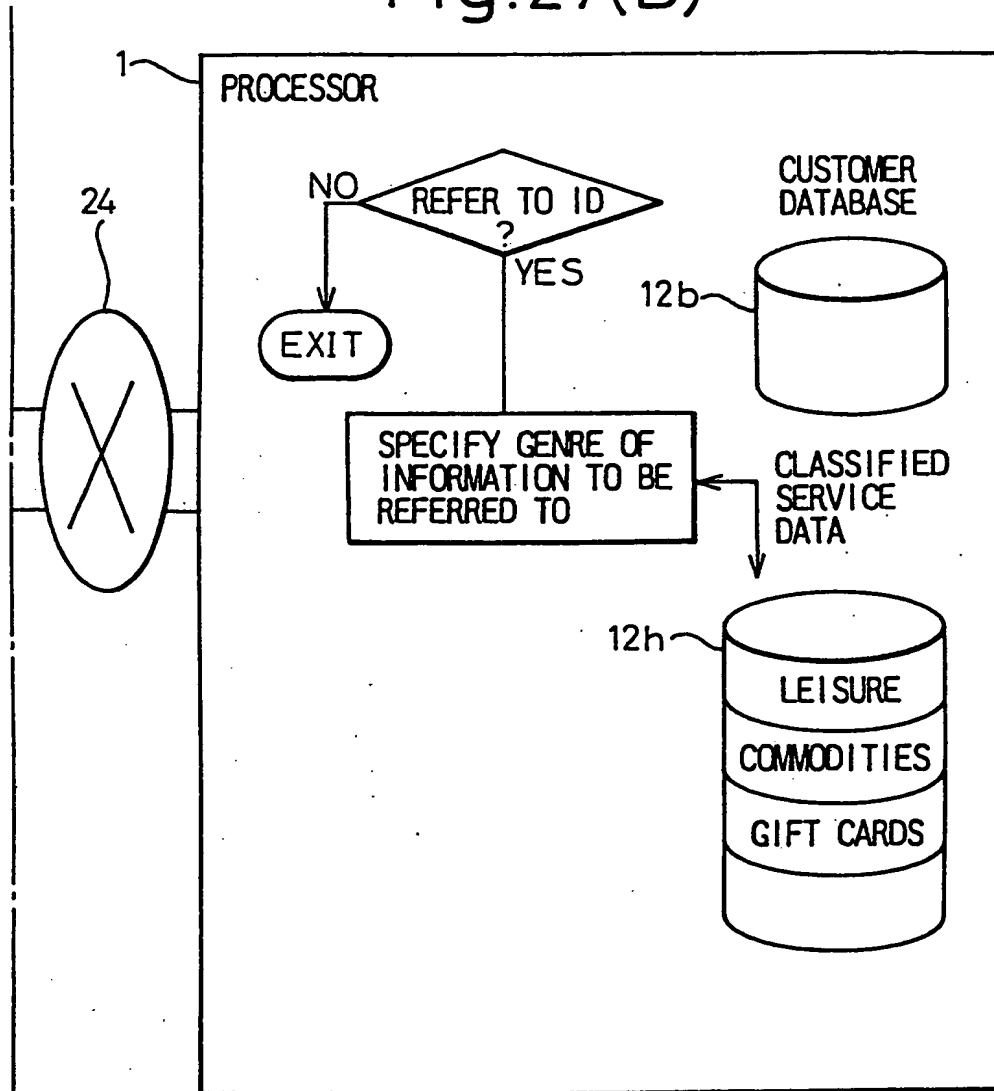 Fig.27(B)
1
PROCESSOR
24
NO
REFER TO ID
?
YES
EXIT
CUSTOMER
DATABASE
12b
SPECIFY GENRE OF
INFORMATION TO BE
REFERRED TO
CLASSIFIED
SERVICE
DATA
12h
LEISURE
COMMODITIES
GIFT CARDS